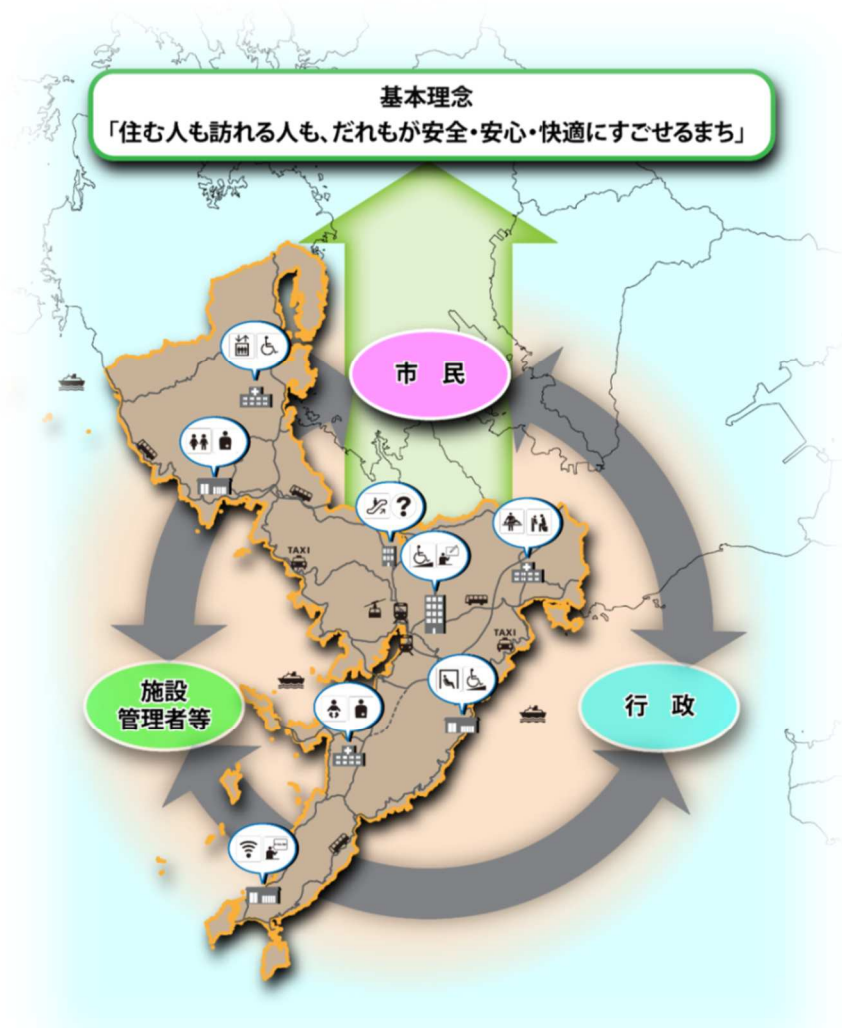 基本理念
「住む人も訪れる人も、だれもが安全・安心・快適にすごせるまち」
市　民
?
TAXI
TAXI
施設
管理者等
行　政